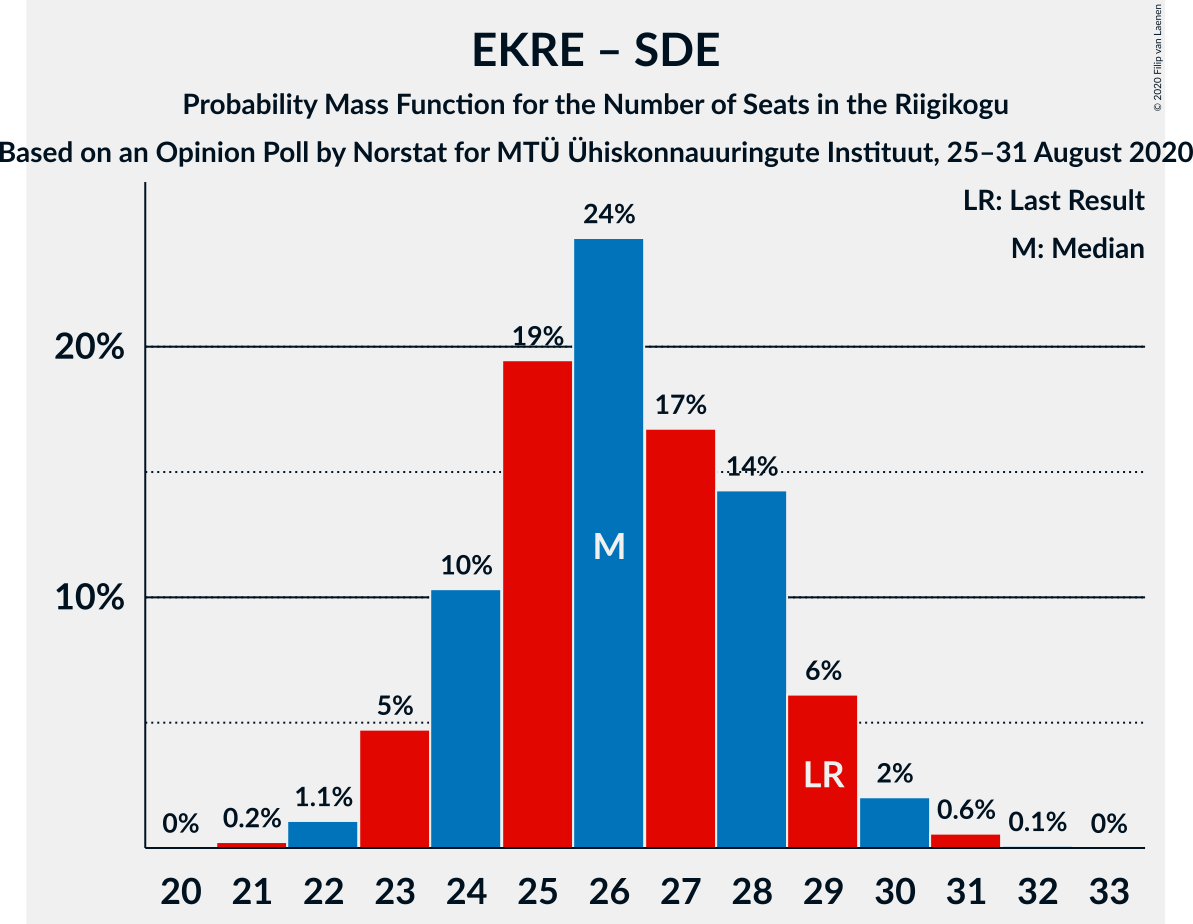 EKRE – SDE
Probability Mass Function for the Number of Seats in the Riigikogu
Based on an Opinion Poll by Norstat for MTÜ Ühiskonnauuringute Instituut, 25–31 August 2020
© 2020 Filip van Laenen
LR: Last Result
M: Median
24%
20%
19%
17%
14%
M
10%
10%
6%
5%
LR
2%
1.1%
0.6%
0.2%
0.1%
0%
0%
20 21 22 23 24 25 26 27 28 29 30 31 32 33